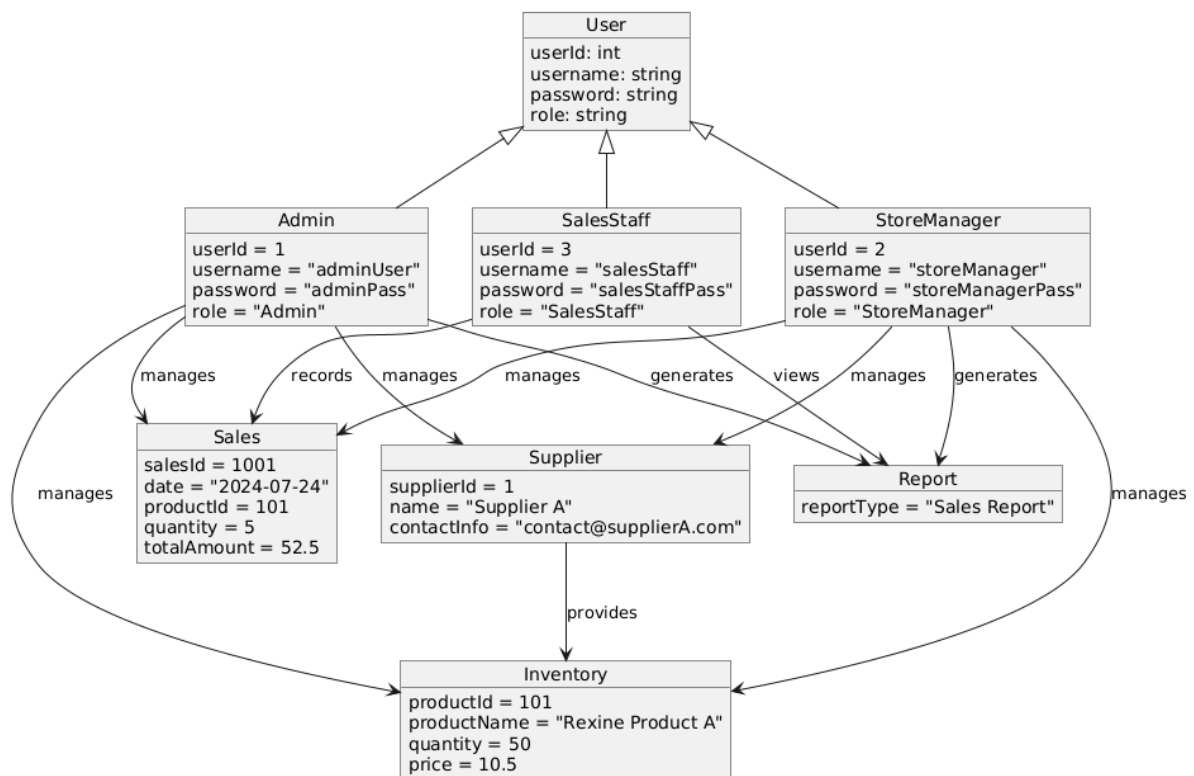 User
userId: int
username: string
password: string
role: string
Admin
userId = 1
username = "adminUser"
password = "adminPass"
role = "Admin"
SalesStaff
userId = 3
username = "salesStaff"
password = "salesStaffPass"
role = "SalesStaff"
StoreManager
userId = 2
username = "storeManager"
password = "storeManagerPass"
role = "StoreManager"
manages
records
manages
manages
generates
views
manages
generates
Sales
salesId = 1001
date = "2024-07-24"
productId = 101
quantity = 5
totalAmount = 52.5
Supplier
supplierId = 1
name = "Supplier A"
contactInfo = "contact@supplierA.com"
Report
reportType = "Sales Report"
manages
manages
provides
Inventory
productId = 101
productName = "Rexine Product A"
quantity = 50
price = 10.5